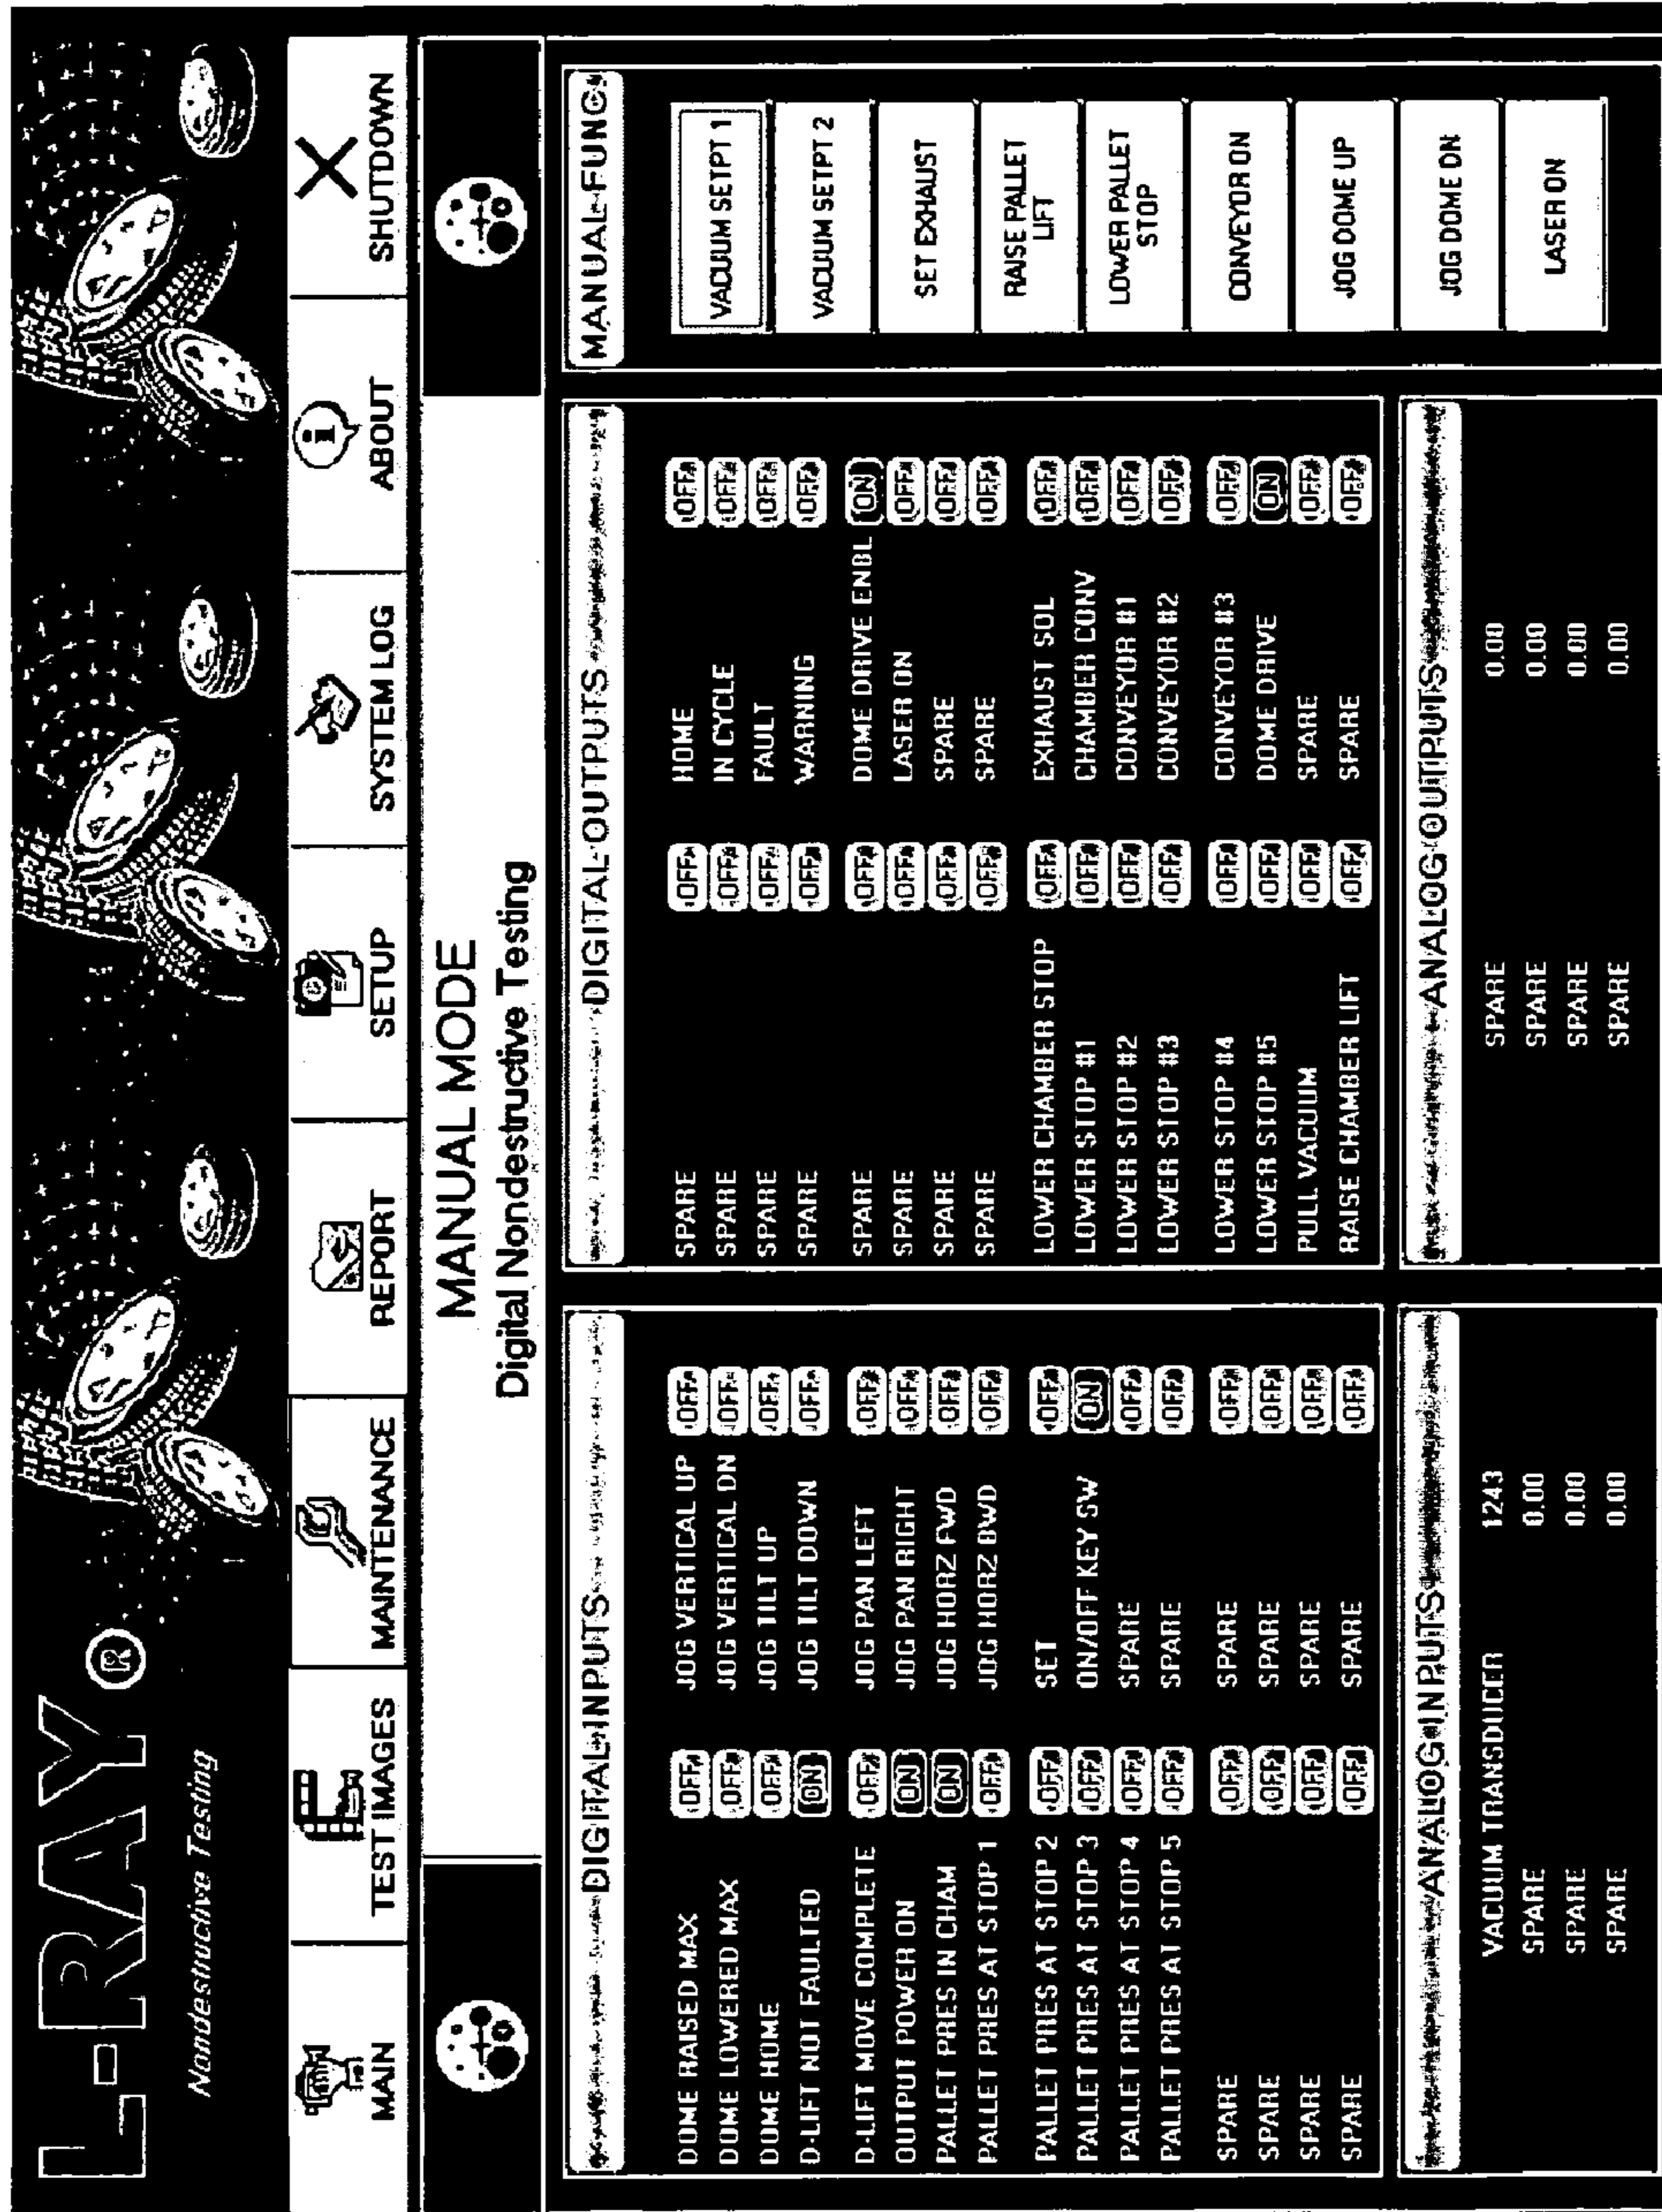 L-RAY®
Nondestructive Testing
MAIN
TEST IMAGES
MAINTENANCE
REPORT
SETUP
SYSTEM LOG
ABOUT
SHUTDOWN
MANUAL MODE
Digital Nondestructive Testing
DIGITAL INPUTS
DOME RAISED MAX OFF JOG VERTICAL UP OFF
DOME LOWERED MAX OFF JOG VERTICAL DN OFF
DOME HOME OFF JOG TILT UP OFF
D-LIFT NOT FAULTED ON JOG TILT DOWN OFF
D-LIFT MOVE COMPLETE OFF JOG PAN LEFT OFF
OUTPUT POWER ON ON JOG PAN RIGHT OFF
PALLET PRES IN CHAM ON JOG HORZ FWD OFF
PALLET PRES AT STOP 1 OFF JOG HORZ BWD OFF
PALLET PRES AT STOP 2 OFF SET OFF
PALLET PRES AT STOP 3 OFF ON/OFF KEY SW ON
PALLET PRES AT STOP 4 OFF SPARE OFF
PALLET PRES AT STOP 5 OFF SPARE OFF
SPARE OFF SPARE OFF
SPARE OFF SPARE OFF
SPARE OFF SPARE OFF
SPARE OFF SPARE OFF
DIGITAL OUTPUTS
SPARE OFF HOME OFF
SPARE OFF IN CYCLE OFF
SPARE OFF FAULT OFF
SPARE OFF WARNING OFF
SPARE OFF DOME DRIVE ENBL ON
SPARE OFF LASER ON OFF
SPARE OFF SPARE OFF
SPARE OFF SPARE OFF
LOWER CHAMBER STOP OFF EXHAUST SOL OFF
LOWER STOP #1 OFF CHAMBER CONV OFF
LOWER STOP #2 OFF CONVEYOR #1 OFF
LOWER STOP #3 OFF CONVEYOR #2 OFF
LOWER STOP #4 OFF CONVEYOR #3 OFF
LOWER STOP #5 OFF DOME DRIVE ON
PULL VACUUM OFF SPARE OFF
RAISE CHAMBER LIFT OFF SPARE OFF
MANUAL FUNC
VACUUM SETPT 1
VACUUM SETPT 2
SET EXHAUST
RAISE PALLET
LIFT
LOWER PALLET
STOP
CONVEYOR ON
JOG DOME UP
JOG DOME DN
LASER ON
ANALOG INPUTS
VACUUM TRANSDUCER 1243
SPARE 0.00
SPARE 0.00
SPARE 0.00
ANALOG OUTPUTS
SPARE 0.00
SPARE 0.00
SPARE 0.00
SPARE 0.00